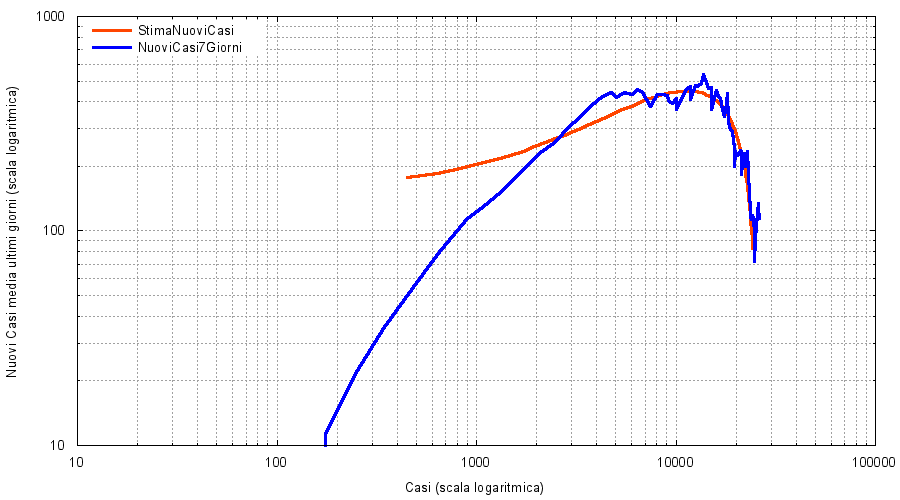 1000
StimaNuoviCasi
NuoviCasi7Giorni
Nuovi Casi media ultimi giorni (scala logaritmica)
100
10
10 100 1000 10000 100000
Casi (scala logaritmica)